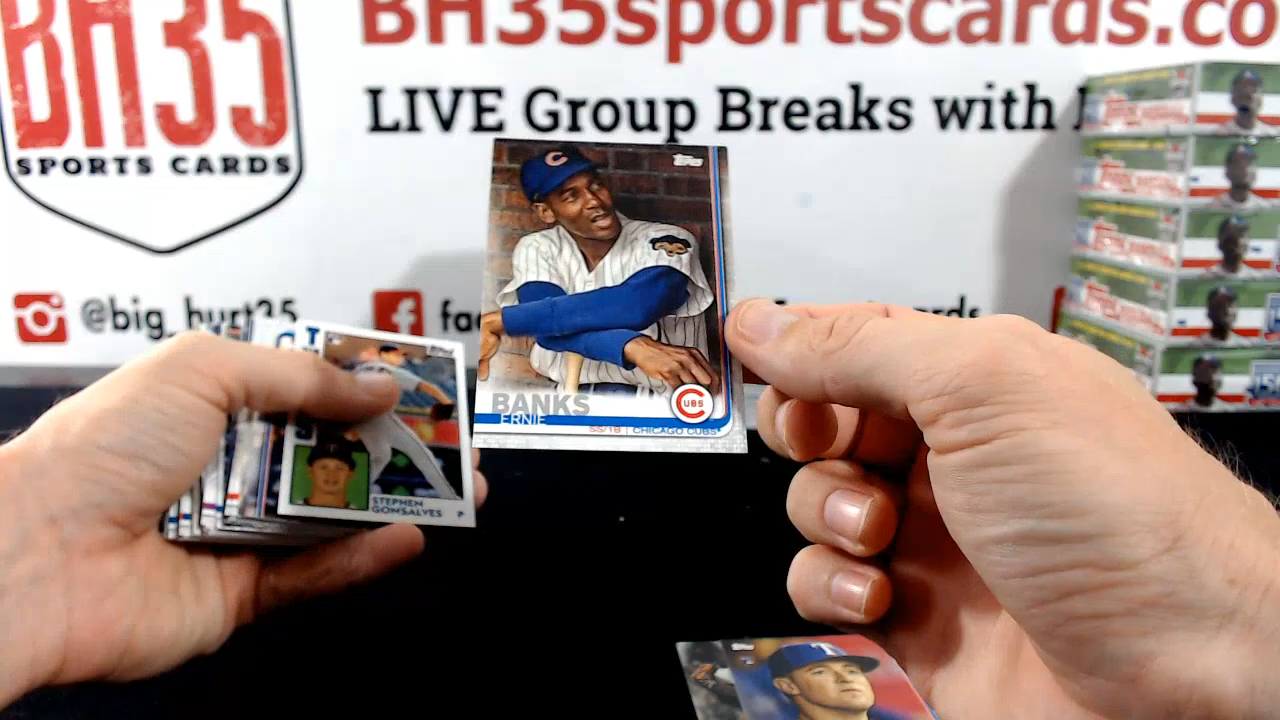 BH35
SPORTS CARDS
BH35sportscards.co
LIVE Group Breaks with
@big_hurt35
f
Topps
C
BANKS
ERNIE
CUBS
SS/1B | CHICAGO CUBS
STEPHEN
GONSALVES
P
T